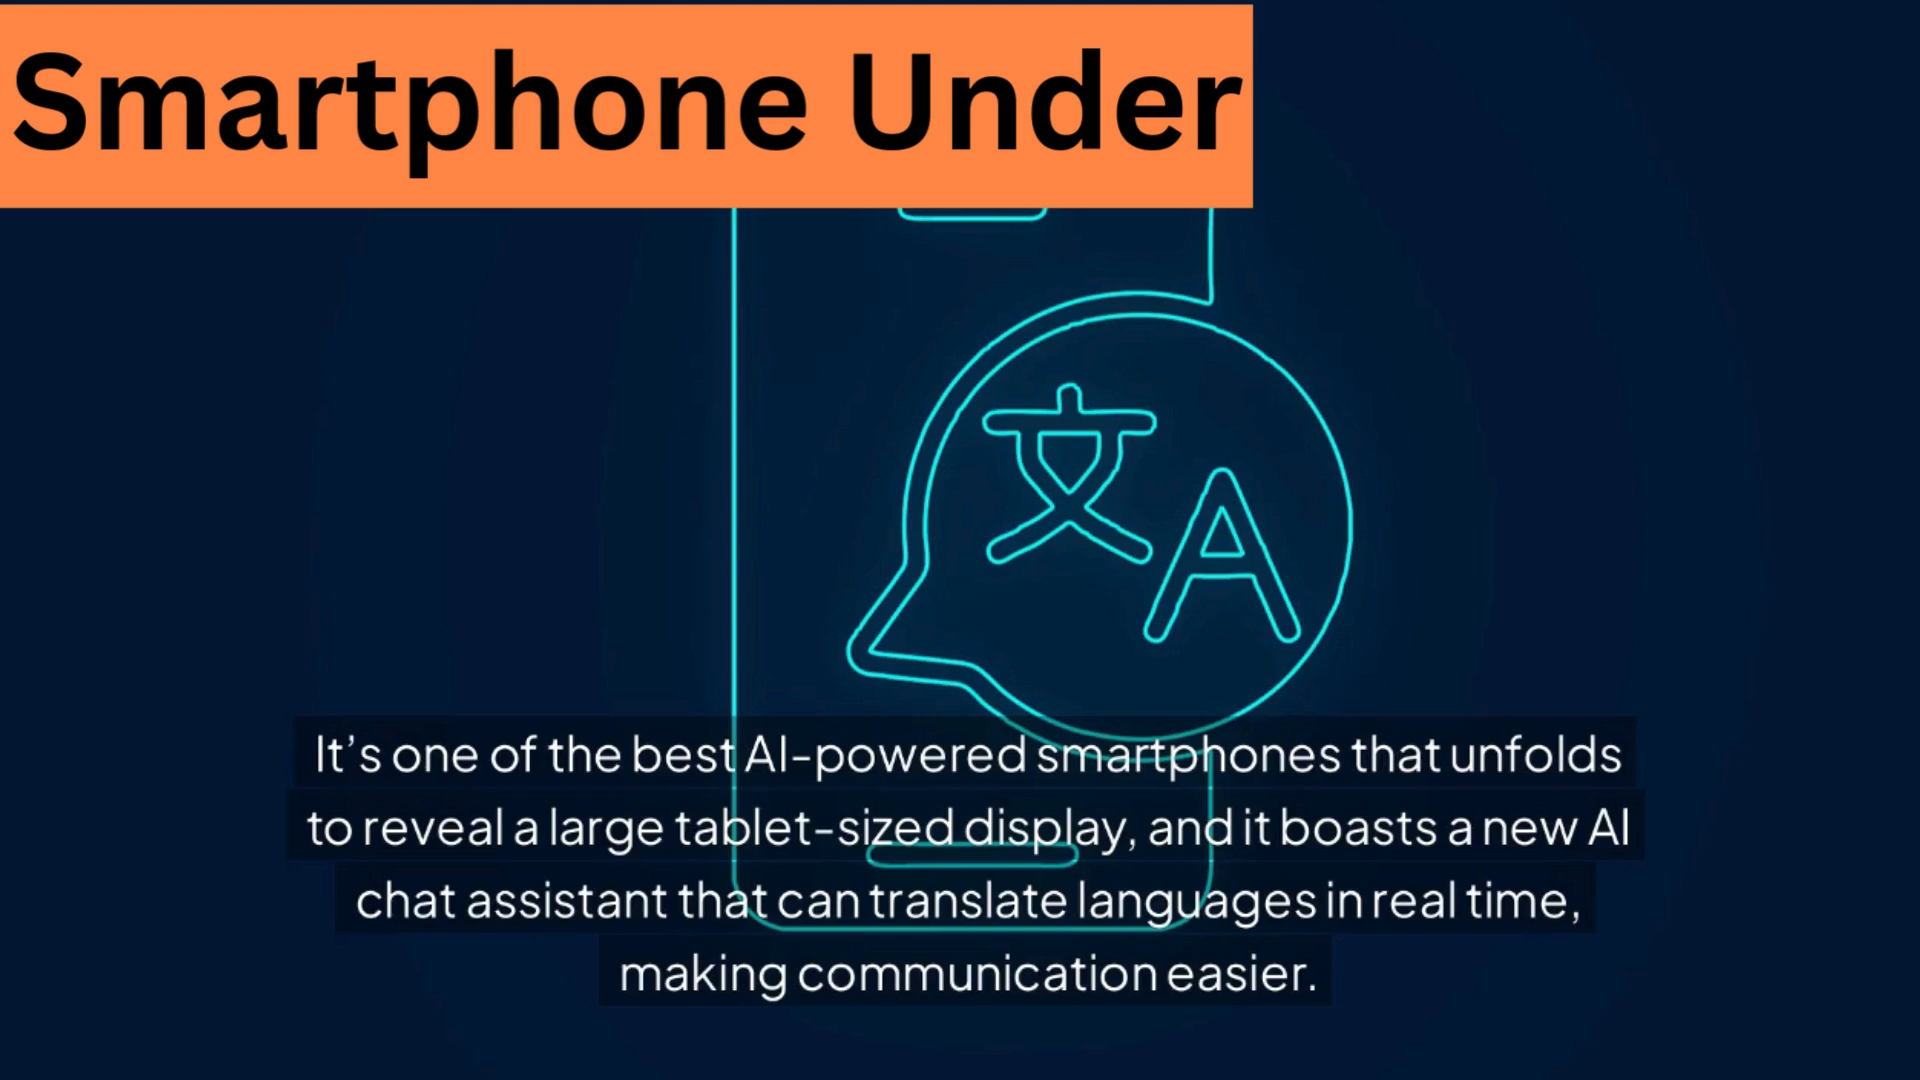 Smartphone Under
文A
It's one of the best AI-powered smartphones that unfolds
to reveal a large tablet-sized display, and it boasts a new AI
chat assistant that can translate languages in real time,
making communication easier.